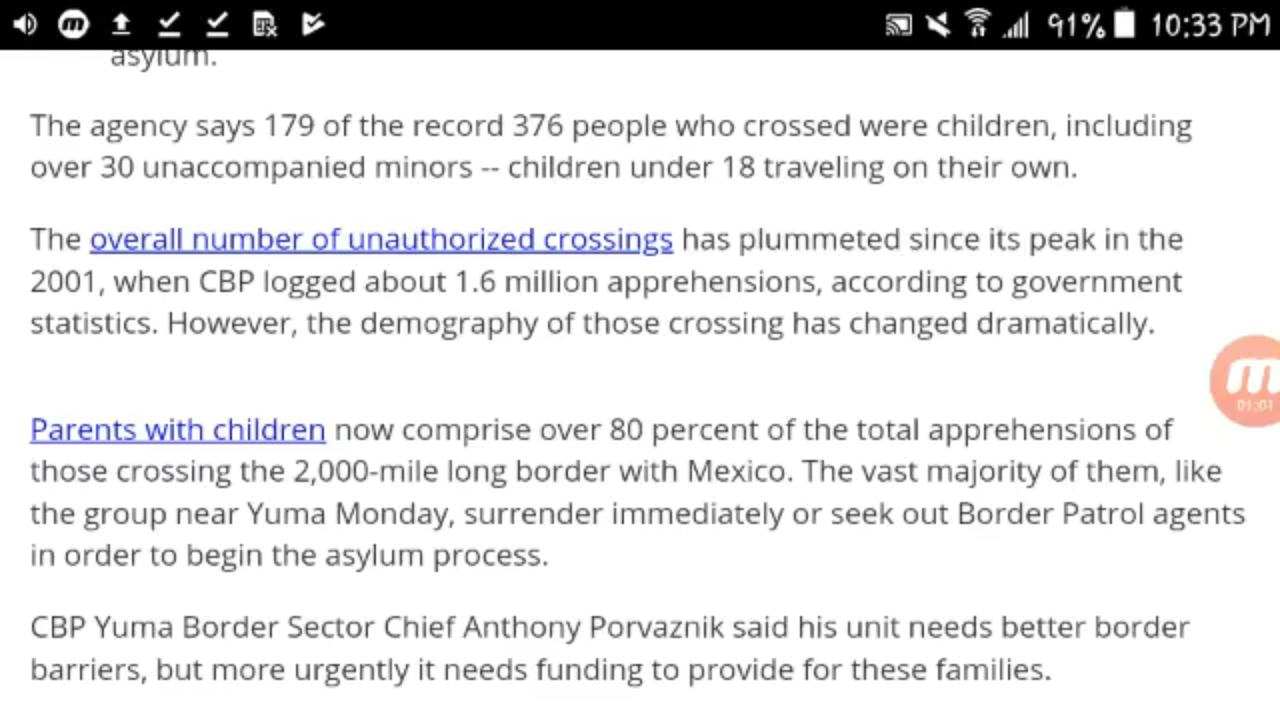 91% 10:33 PM
asylum.
The agency says 179 of the record 376 people who crossed were children, including
over 30 unaccompanied minors -- children under 18 traveling on their own.
The overall number of unauthorized crossings has plummeted since its peak in the
2001, when CBP logged about 1.6 million apprehensions, according to government
statistics. However, the demography of those crossing has changed dramatically.
01:01
Parents with children now comprise over 80 percent of the total apprehensions of
those crossing the 2,000-mile long border with Mexico. The vast majority of them, like
the group near Yuma Monday, surrender immediately or seek out Border Patrol agents
in order to begin the asylum process.
CBP Yuma Border Sector Chief Anthony Porvaznik said his unit needs better border
barriers, but more urgently it needs funding to provide for these families.